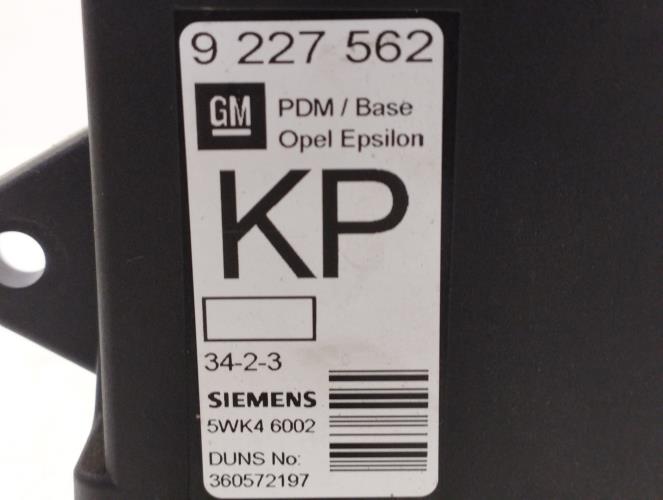 9 227 562
GM PDM / Base
Opel Epsilon
KP
34-2-3
SIEMENS
5WK4 6002
DUNS No:
360572197